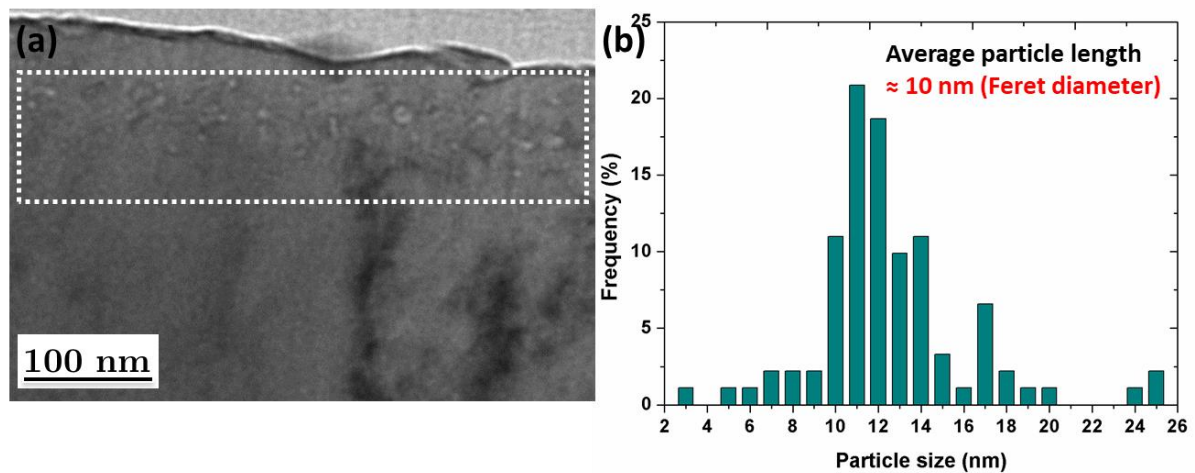 (a)
100 nm
(b)
Average particle length
≈ 10 nm (Feret diameter)
25
20
15
10
5
0
Frequency (%)
2 4 6 8 10 12 14 16 18 20 22 24 26
Particle size (nm)